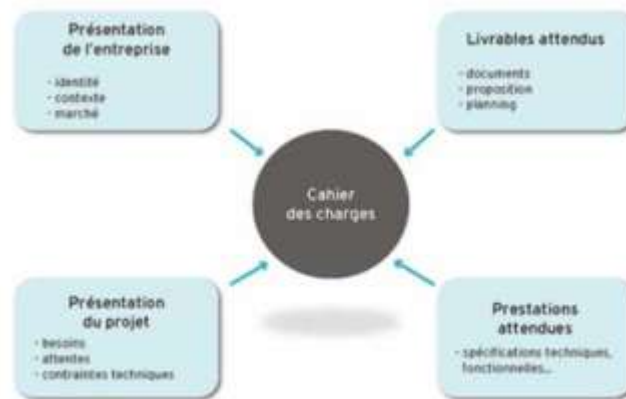 Présentation
de l'entreprise
- identité
- contexte
- marché
Livrables attendus
- documents
- proposition
- planning
Cahier
des charges
Présentation
du projet
- besoins
- attentes
- contraintes techniques
Prestations
attendues
- spécifications techniques,
fonctionnelles...